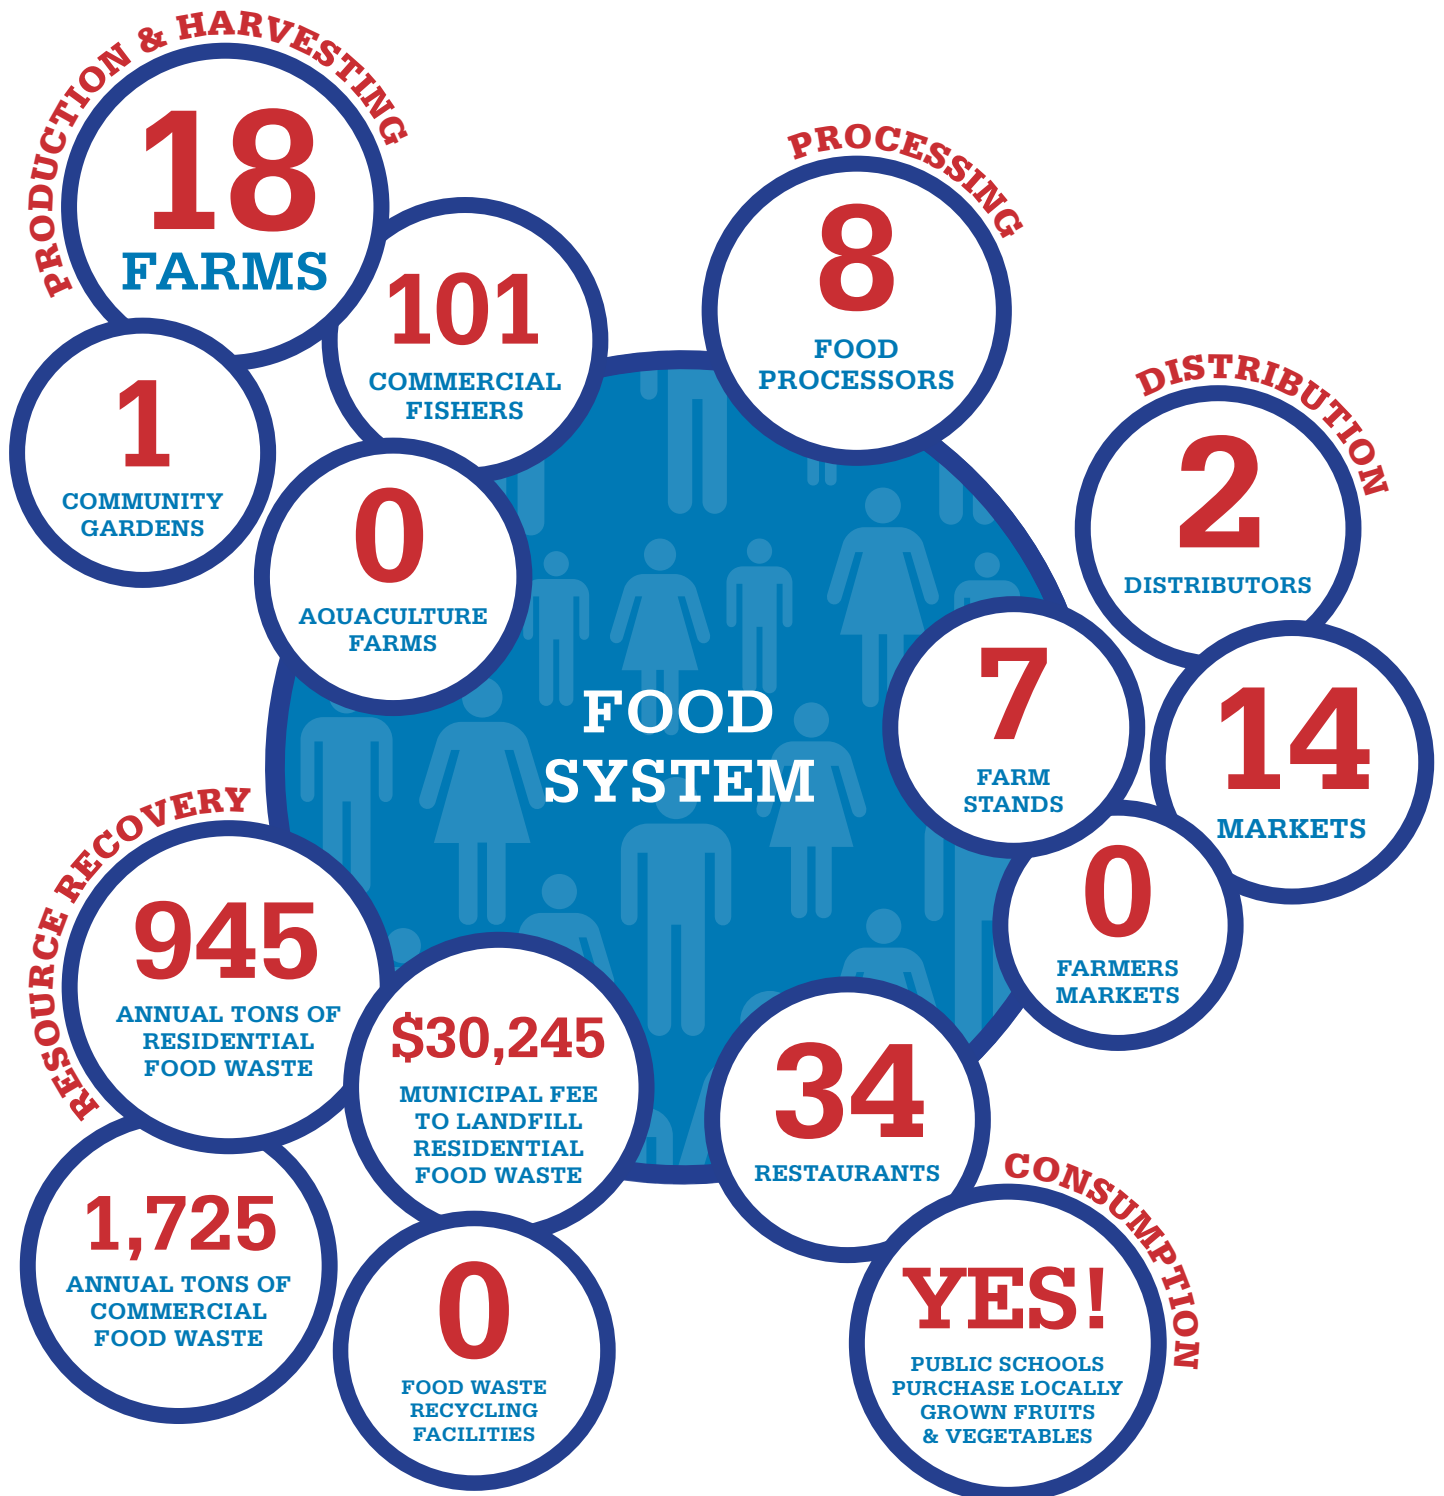 PRODUCTION & HARVESTING
18
FARMS
101
COMMERCIAL
FISHERS
1
COMMUNITY
GARDENS
0
AQUACULTURE
FARMS
PROCESSING
8
FOOD
PROCESSORS
DISTRIBUTION
2
DISTRIBUTORS
7
FARM
STANDS
14
MARKETS
0
FARMERS
MARKETS
FOOD
SYSTEM
RESOURCE RECOVERY
945
ANNUAL TONS OF
RESIDENTIAL
FOOD WASTE
$30,245
MUNICIPAL FEE
TO LANDFILL
RESIDENTIAL
FOOD WASTE
1,725
ANNUAL TONS OF
COMMERCIAL
FOOD WASTE
0
FOOD WASTE
RECYCLING
FACILITIES
34
RESTAURANTS
CONSUMPTION
YES!
PUBLIC SCHOOLS
PURCHASE LOCALLY
GROWN FRUITS
& VEGETABLES